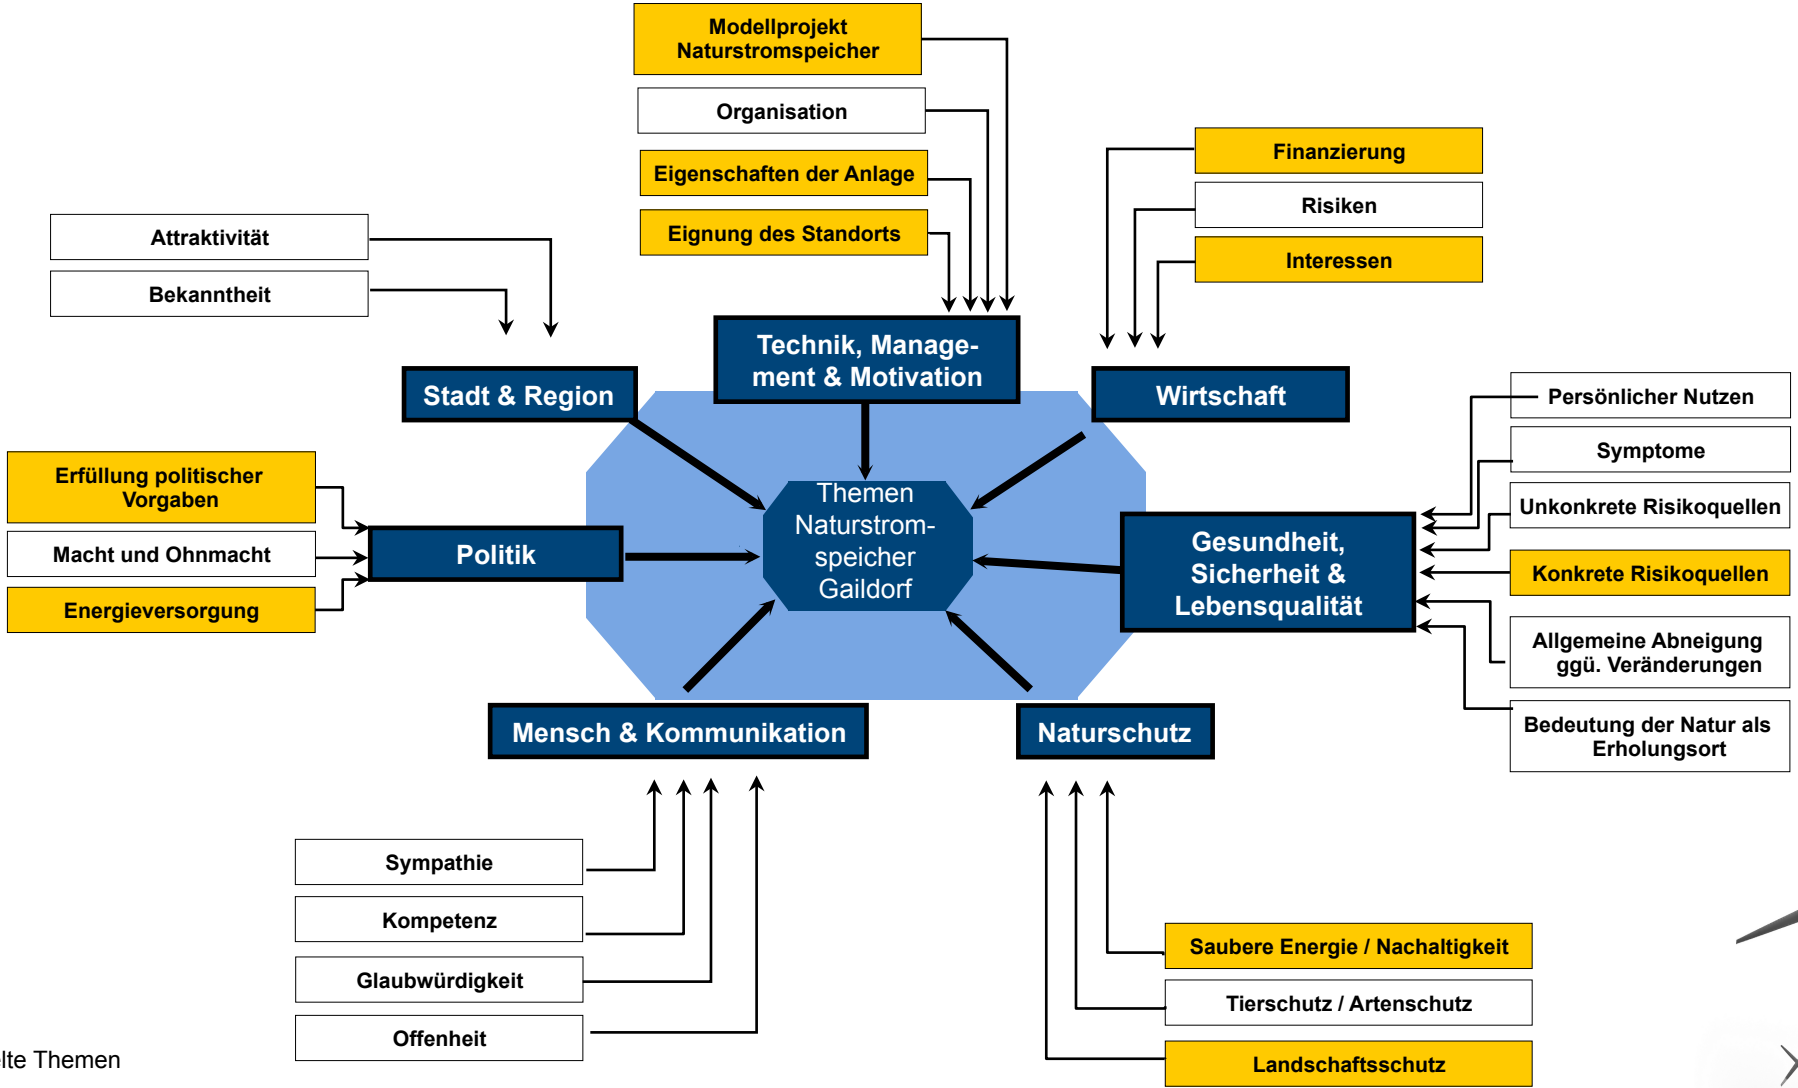 Modellprojekt
Naturstromspeicher
Organisation
Eigenschaften der Anlage
Eignung des Standorts
Finanzierung
Risiken
Interessen
Attraktivität
Bekanntheit
Technik, Manage-
ment & Motivation
Stadt & Region
Wirtschaft
Persönlicher Nutzen
Symptome
Unkonkrete Risikoquellen
Konkrete Risikoquellen
Allgemeine Abneigung
ggü. Veränderungen
Bedeutung der Natur als
Erholungsort
Erfüllung politischer
Vorgaben
Macht und Ohnmacht
Energieversorgung
Politik
Themen
Naturstrom-
speicher
Gaildorf
Gesundheit,
Sicherheit &
Lebensqualität
Mensch & Kommunikation
Naturschutz
Sympathie
Kompetenz
Glaubwürdigkeit
Offenheit
Saubere Energie / Nachaltigkeit
Tierschutz / Artenschutz
Landschaftsschutz
Themen